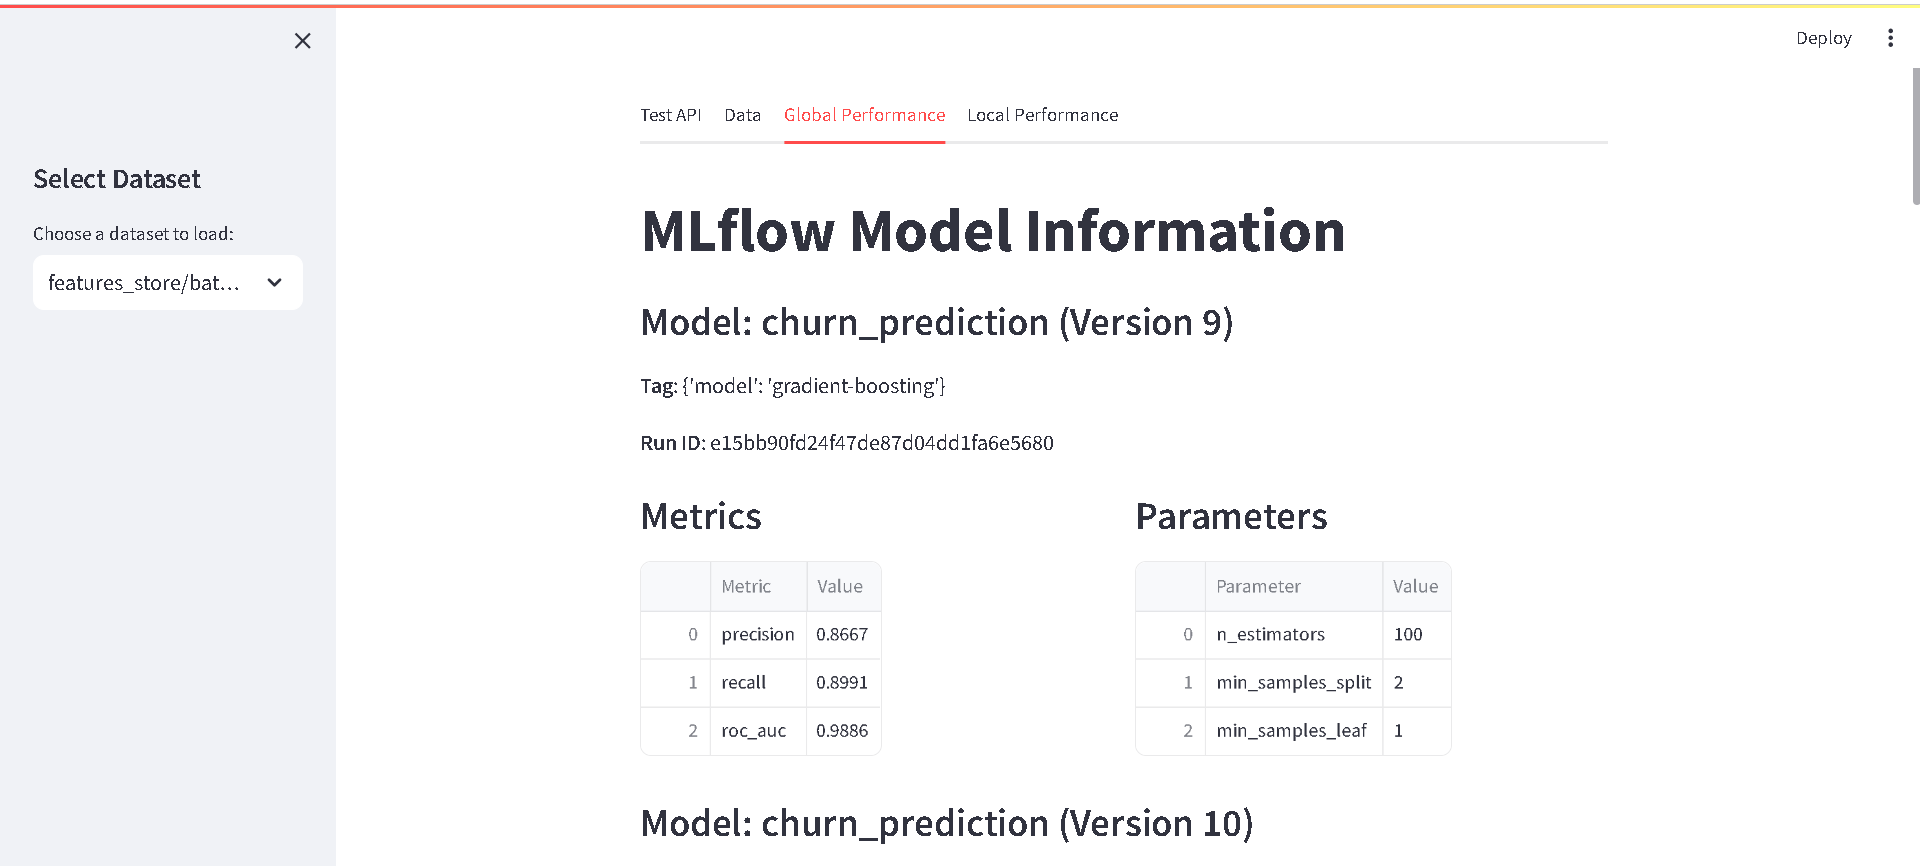 Deploy
Select Dataset
Choose a dataset to load:
features_store/bat...
Test API Data Global Performance Local Performance
MLflow Model Information
Model: churn_prediction (Version 9)
Tag: {'model': 'gradient-boosting'}
Run ID: e15bb90fd24f47de87d04dd1fa6e5680
Metrics
Metric Value
0 precision 0.8667
1 recall 0.8991
2 roc_auc 0.9886
Parameters
Parameter Value
0 n_estimators 100
1 min_samples_split 2
2 min_samples_leaf 1
Model: churn_prediction (Version 10)